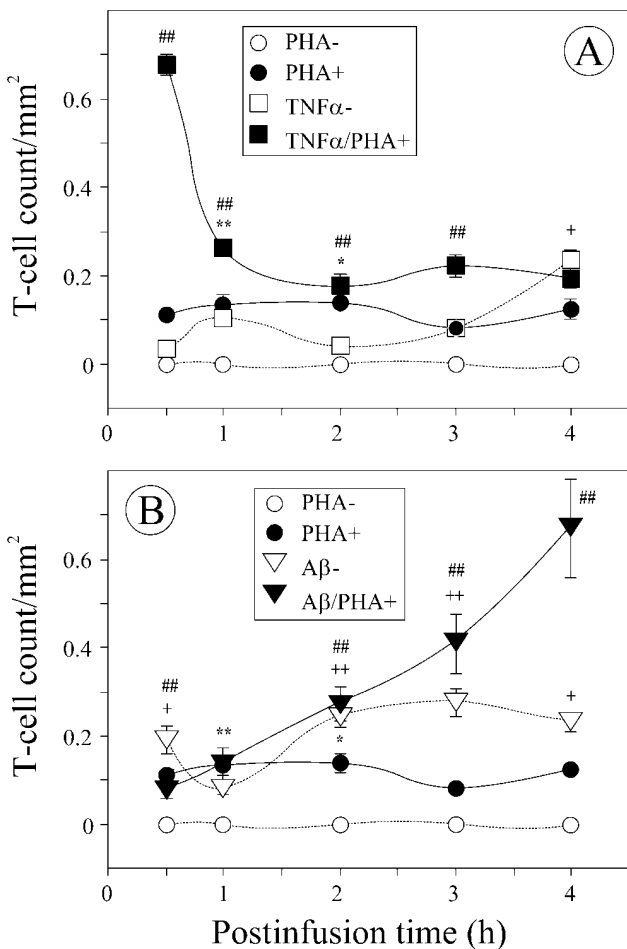 A
T-cell count/mm²
0.6
0.4
0.2
0
○ PHA-
● PHA+
□ TNFα-
■ TNFα/PHA+
##
##
**
##
*
##
+
0 1 2 3 4
B
T-cell count/mm²
0.6
0.4
0.2
0
○ PHA-
● PHA+
▽ Aβ-
▼ Aβ/PHA+
##
##
++
##
++
##
+
**
*
+
0 1 2 3 4
Postinfusion time (h)